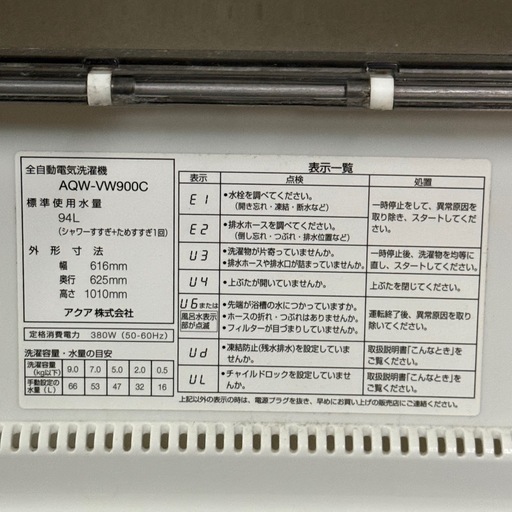 全自動電気洗濯機
AQW-VW900C
標準使用水量
94L
(シャワーすすぎ+ためすすぎ1回)
外形寸法
幅 616mm
奥行 625mm
高さ 1010mm
アクア 株式会社
定格消費電力 380W (50-60Hz)
洗濯容量・水量の目安
洗濯容量(kg以下) 9.0 7.0 5.0 2.0 0.5
手動設定の水量(L) 66 53 47 32 16
表示一覧
表示 点検 処置
E1 •水栓を調べてください。
(開き忘れ・凍結・断水など)
E2 •排水ホースを調べてください。
(倒し忘れ・つぶれ・排水位置など)
一時停止をして、異常原因を
取り除き、スタートしてくだ
さい。
U3 •洗濯物が片寄っていませんか。
•排水ホースや排水口が詰まっていませんか。
一時停止後、洗濯物を均等に
直し、スタートしてください。
U4 •上ぶたが開いていませんか。 上ぶたを閉じてください。
U6または
風呂水表示
部が点滅
•先端が浴槽の水につかっていますか。
•ホースの折れ・つぶれはありませんか。
•フィルターが目づまりしていませんか。
運転終了後、異常原因を取り
除いてください。
Ud •凍結防止(残水排水)を設定していま
せんか。
取扱説明書「こんなとき」を
ご覧ください。
UL •チャイルドロックを設定していませ
んか。
取扱説明書「こんなとき」を
ご覧ください。
上記以外の表示の時は、電源プラグを抜き、早めにお買い上げの販売店にご連絡ください。